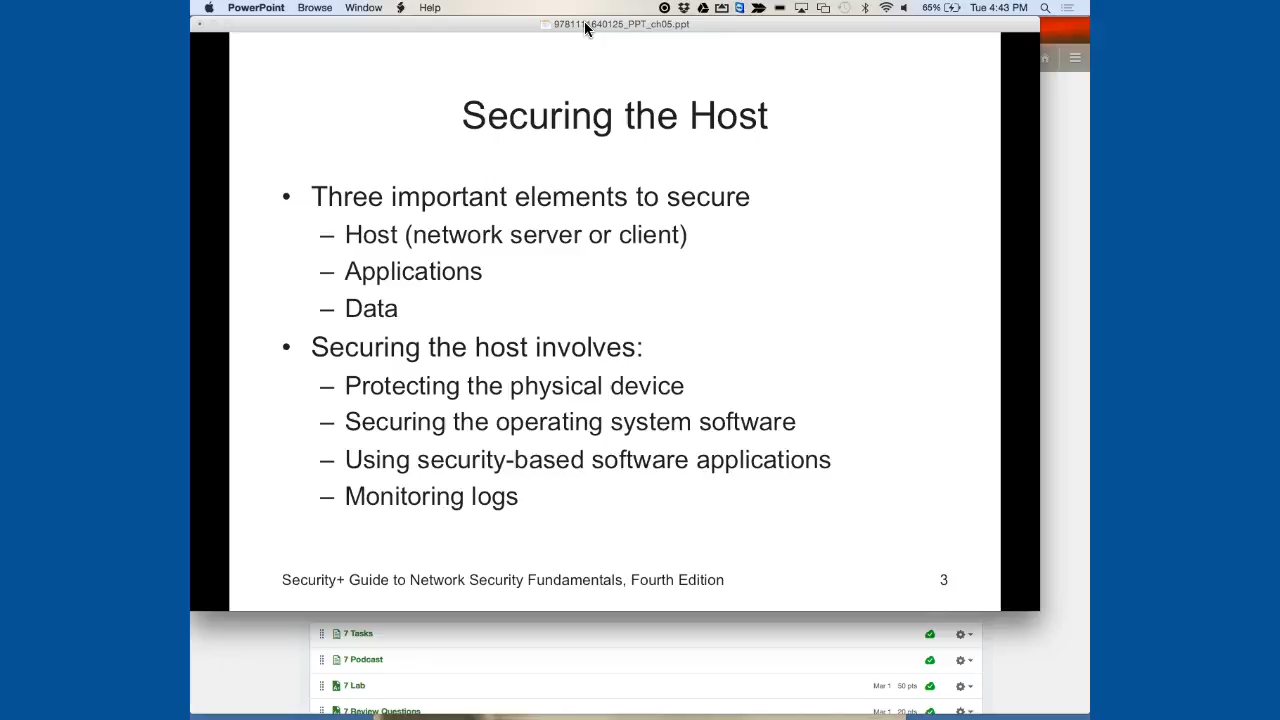 PowerPoint Browse Window Help 65% Tue 4:43 PM
640125_PPT_ch05.ppt
Securing the Host
• Three important elements to secure
– Host (network server or client)
– Applications
– Data
• Securing the host involves:
– Protecting the physical device
– Securing the operating system software
– Using security-based software applications
– Monitoring logs
Security+ Guide to Network Security Fundamentals, Fourth Edition 3
7 Tasks
7 Podcast
7 Lab Mar 1 50 pts
7 Review Questions Mar 1 20 pts